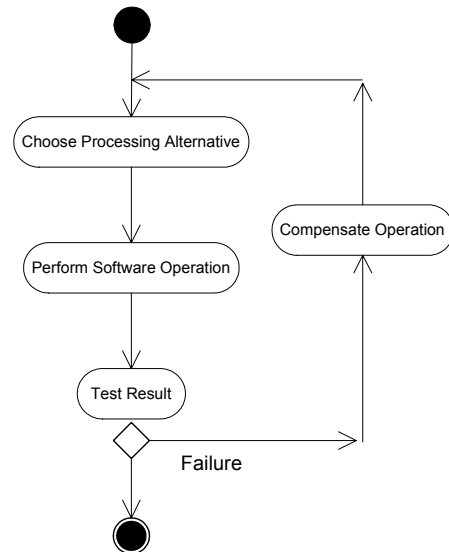 Choose Processing Alternative
Compensate Operation
Perform Software Operation
Test Result
Failure